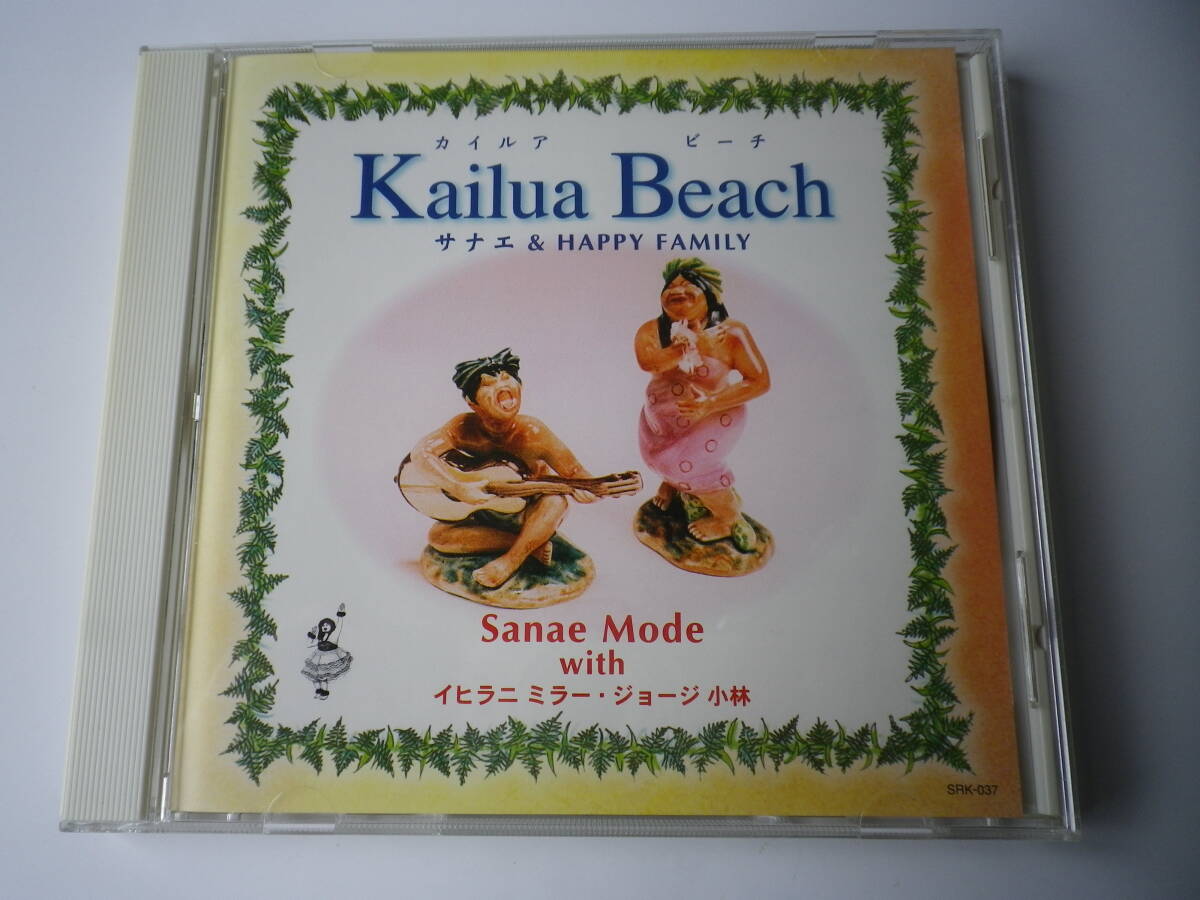 カイルア ビーチ
Kailua Beach
サナエ & HAPPY FAMILY
Sanae Mode
with
イヒラニ ミラー・ジョージ 小林
SRK-037